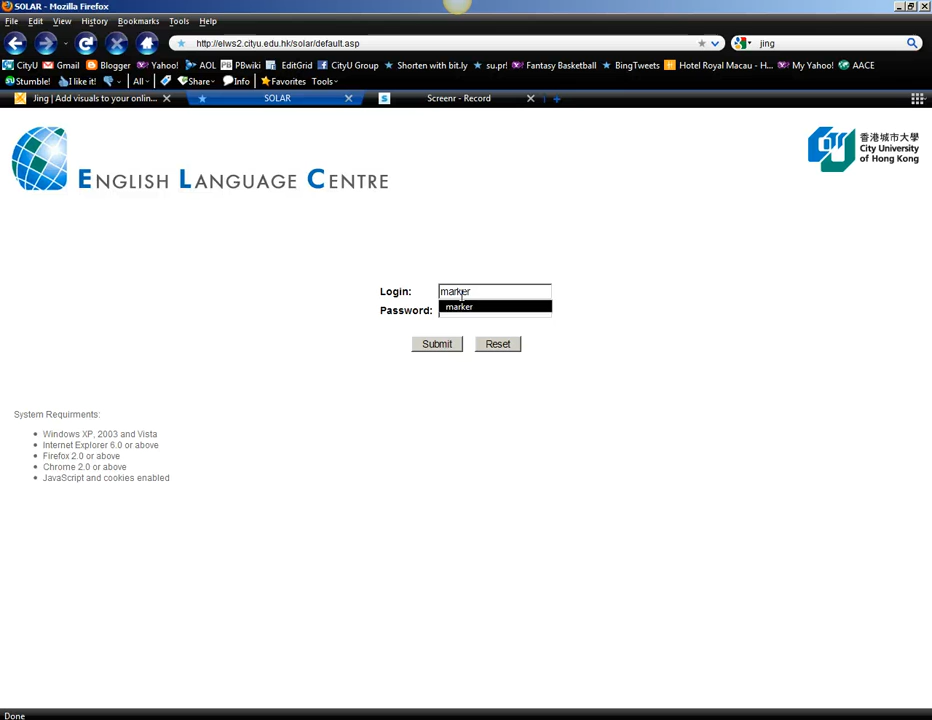 SOLAR - Mozilla Firefox
File Edit View History Bookmarks Tools Help
http://elws2.cityu.edu.hk/solar/default.asp jing
CityU Gmail Blogger Yahoo! AOL PBwiki EditGrid CityU Group Shorten with bit.ly su.pr! Fantasy Basketball BingTweets Hotel Royal Macau - H... My Yahoo! AACE
Stumble! I like it! All Share Info Favorites Tools
Jing | Add visuals to your onlin... SOLAR Screenr - Record
ENGLISH LANGUAGE CENTRE
CityU
香港城市大學
City University
of Hong Kong
Login: marker
marker
Password:
Submit Reset
System Requirments:
Windows XP, 2003 and Vista
Internet Explorer 6.0 or above
Firefox 2.0 or above
Chrome 2.0 or above
JavaScript and cookies enabled
Done